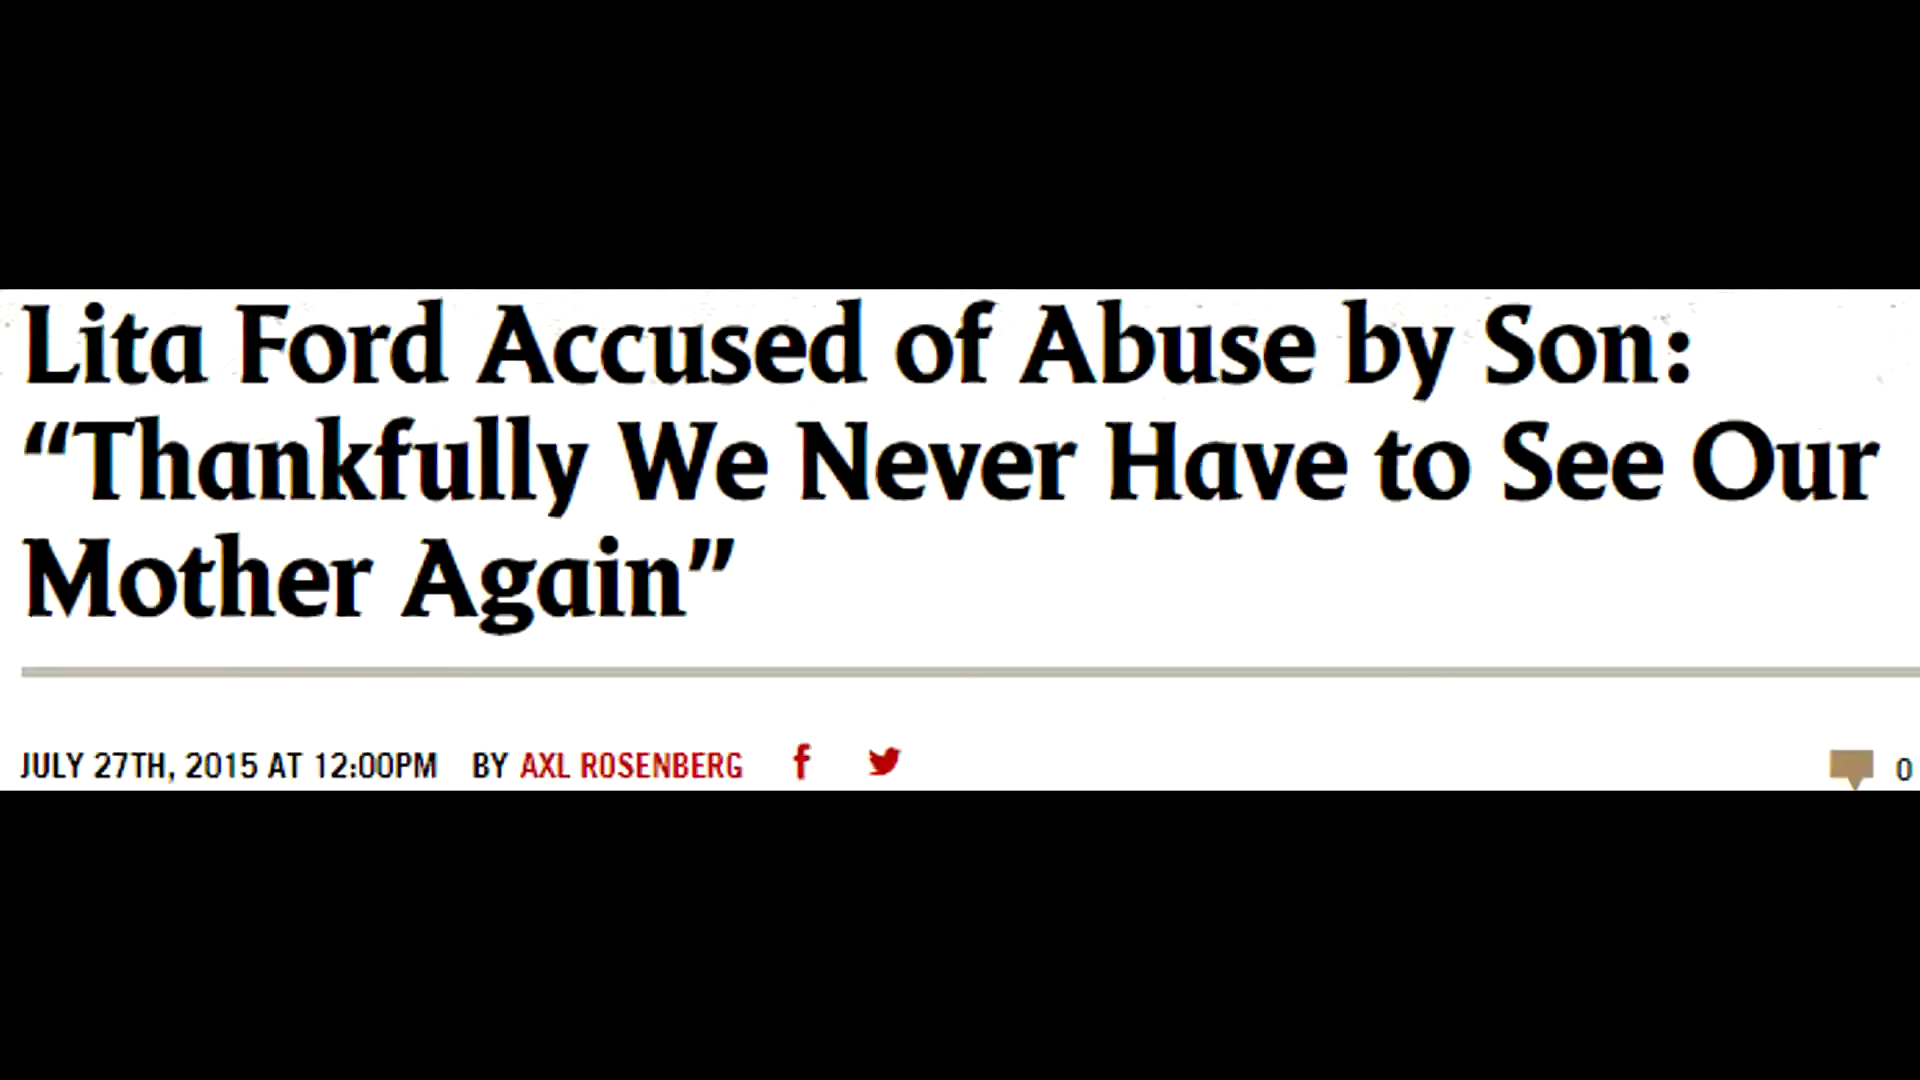 Lita Ford Accused of Abuse by Son:
“Thankfully We Never Have to See Our
Mother Again”
JULY 27TH, 2015 AT 12:00PM BY AXL ROSENBERG
0